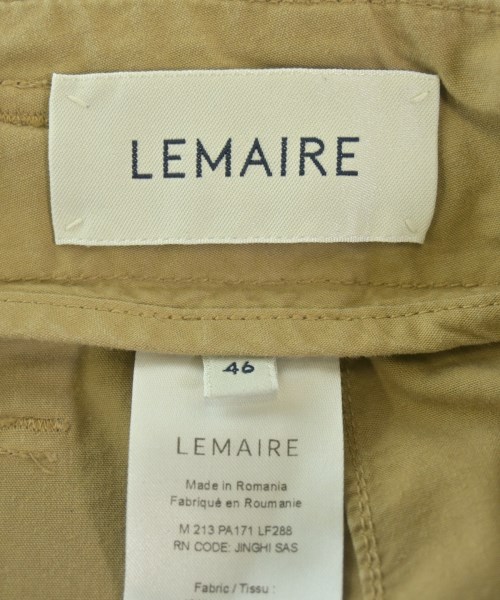 LEMAIRE
46
LEMAIRE
Made in Romania
Fabriqué en Roumanie
M 213 PA171 LF288
RN CODE: JINGHI SAS
Fabric / Tissu :